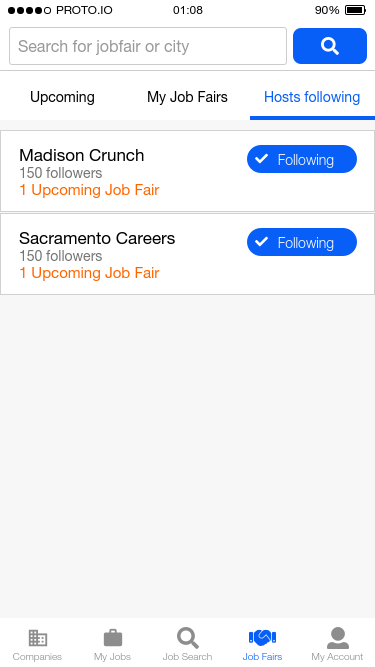 PROTO.IO 01:08 90%
Search for jobfair or city
Upcoming My Job Fairs Hosts following
Madison Crunch
Following
150 followers
1 Upcoming Job Fair
Sacramento Careers
Following
150 followers
1 Upcoming Job Fair
Companies My Jobs Job Search Job Fairs My Account